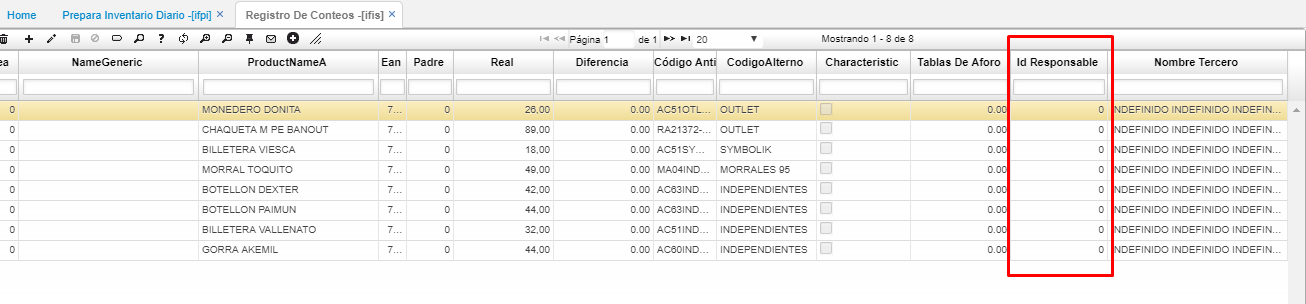 Home Prepara Inventario Diario -[ifpi] × Registro De Conteos -[ifis] ×
Página 1 de 1 20 Mostrando 1 - 8 de 8
ea NameGeneric ProductNameA Ean Padre Real Diferencia Código Anti CodigoAlterno Characteristic Tablas De Aforo Id Responsable Nombre Tercero
0 MONEDERO DONITA 7... 0 26,00 0.00 AC51OTL... OUTLET 0.00 0 NDEFINIDO INDEFINIDO INDEFIN...
0 CHAQUETA M PE BANOUT 7... 0 89,00 0.00 RA21372-... OUTLET 0.00 0 NDEFINIDO INDEFINIDO INDEFIN...
0 BILLETERA VIESCA 7... 0 18,00 0.00 AC51SY... SYMBOLIK 0.00 0 NDEFINIDO INDEFINIDO INDEFIN...
0 MORRAL TOQUITO 7... 0 49,00 0.00 MA04IND... MORRALES 95 0.00 0 NDEFINIDO INDEFINIDO INDEFIN...
0 BOTELLON DEXTER 7... 0 42,00 0.00 AC63IND... INDEPENDIENTES 0.00 0 NDEFINIDO INDEFINIDO INDEFIN...
0 BOTELLON PAIMUN 7... 0 44,00 0.00 AC63IND... INDEPENDIENTES 0.00 0 NDEFINIDO INDEFINIDO INDEFIN...
0 BILLETERA VALLENATO 7... 0 32,00 0.00 AC51IND... INDEPENDIENTES 0.00 0 NDEFINIDO INDEFINIDO INDEFIN...
0 GORRA AKEMIL 7... 0 44,00 0.00 AC60IND... INDEPENDIENTES 0.00 0 NDEFINIDO INDEFINIDO INDEFIN...